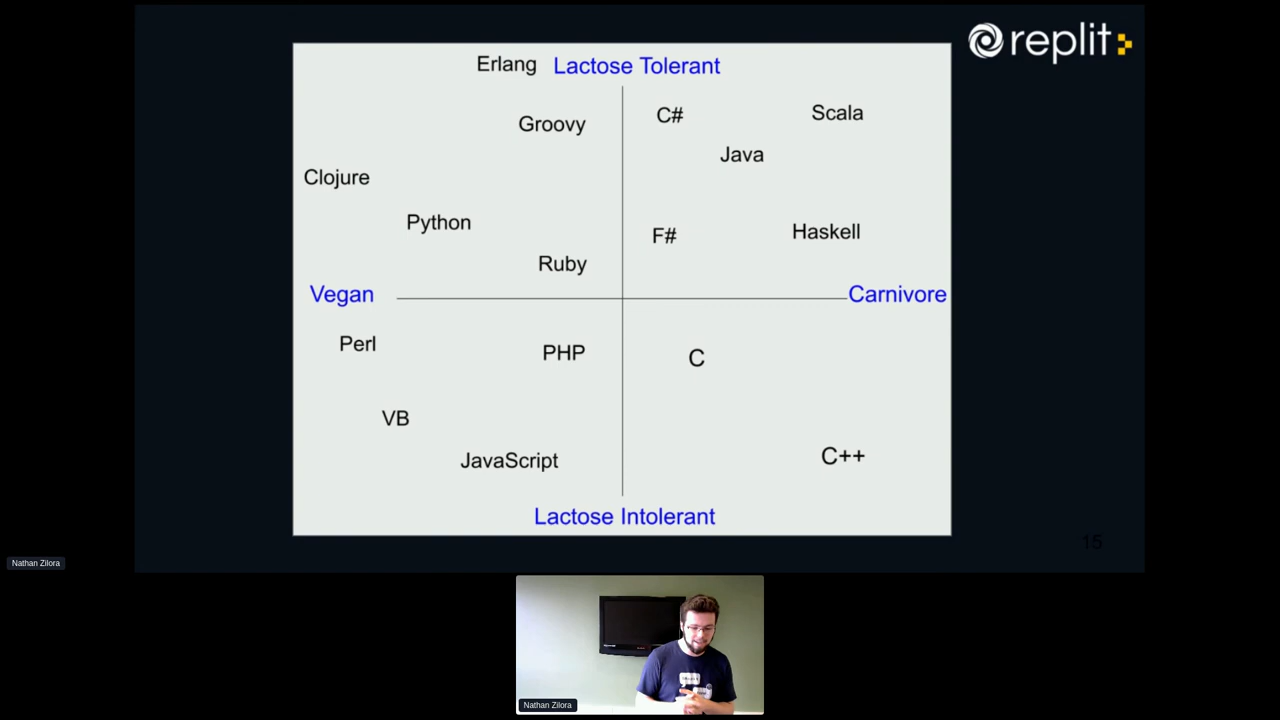 replit
Erlang Lactose Tolerant
C# Scala
Groovy
Java
Clojure
Python
F# Haskell
Ruby
Vegan Carnivore
Perl PHP C
VB
JavaScript C++
Lactose Intolerant
15
Nathan Zilora
Nathan Zilora